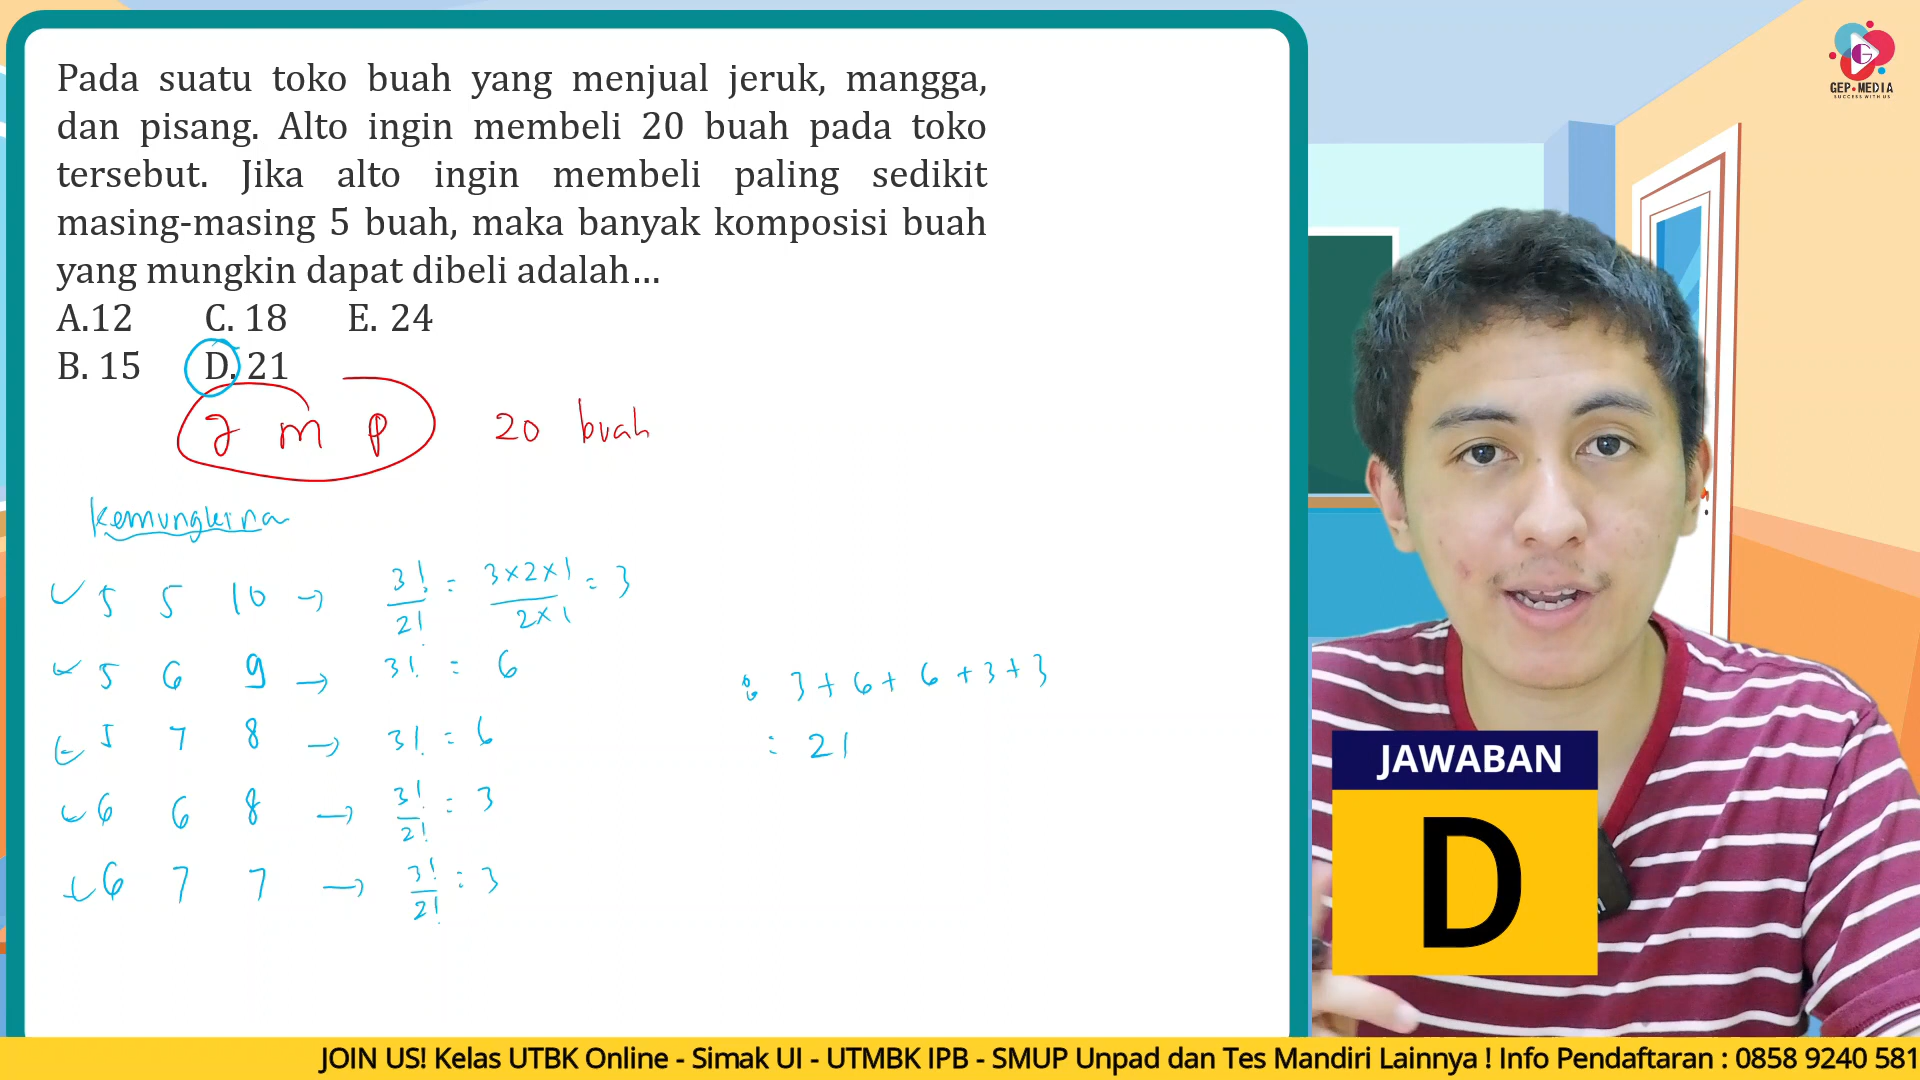 Pada suatu toko buah yang menjual jeruk, mangga,
dan pisang. Alto ingin membeli 20 buah pada toko
tersebut. Jika alto ingin membeli paling sedikit
masing-masing 5 buah, maka banyak komposisi buah
yang mungkin dapat dibeli adalah...
A.12 C. 18 E. 24
B. 15 D. 21
J m p 20 buah
Kemungkina
5 5 10 → 3!/2! = 3×2×1/2×1 = 3
5 6 9 → 3! = 6
5 7 8 → 3! = 6
6 6 8 → 3!/2! = 3
6 7 7 → 3!/2! = 3
: 3+6+6+3+3
= 21
GEP•MEDIA
SUCCESS WITH US
JAWABAN
D
JOIN US! Kelas UTBK Online - Simak UI - UTMBK IPB - SMUP Unpad dan Tes Mandiri Lainnya ! Info Pendaftaran : 0858 9240 581